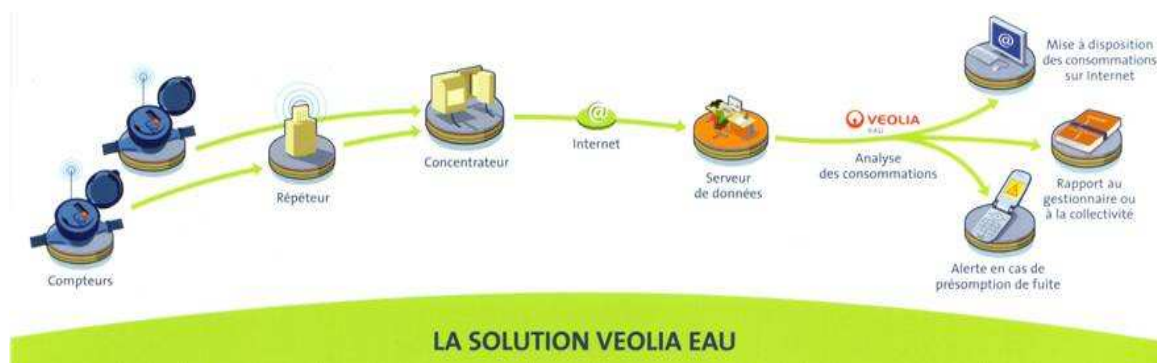 Compteurs
Répéteur
Concentrateur
@
Internet
Serveur
de données
VEOLIA
EAU
Analyse
des consommations
@
Mise à disposition
des consommations
sur Internet
Rapport au
gestionnaire ou
à la collectivité
Alerte en cas de
présomption de fuite
LA SOLUTION VEOLIA EAU